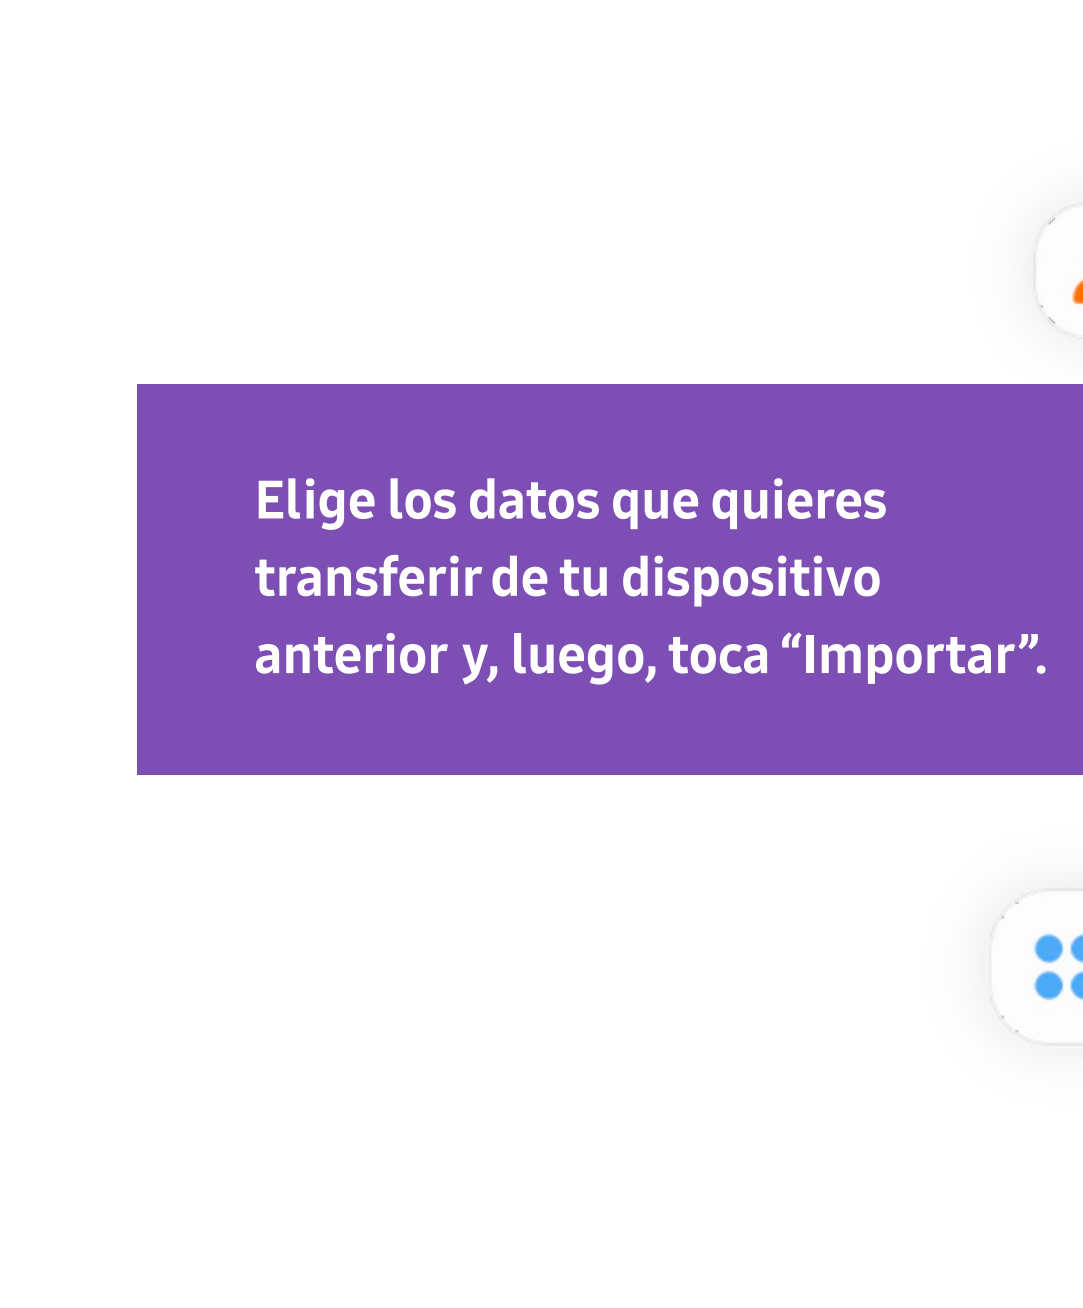 Elige los datos que quieres
transferir de tu dispositivo
anterior y, luego, toca “Importar”.